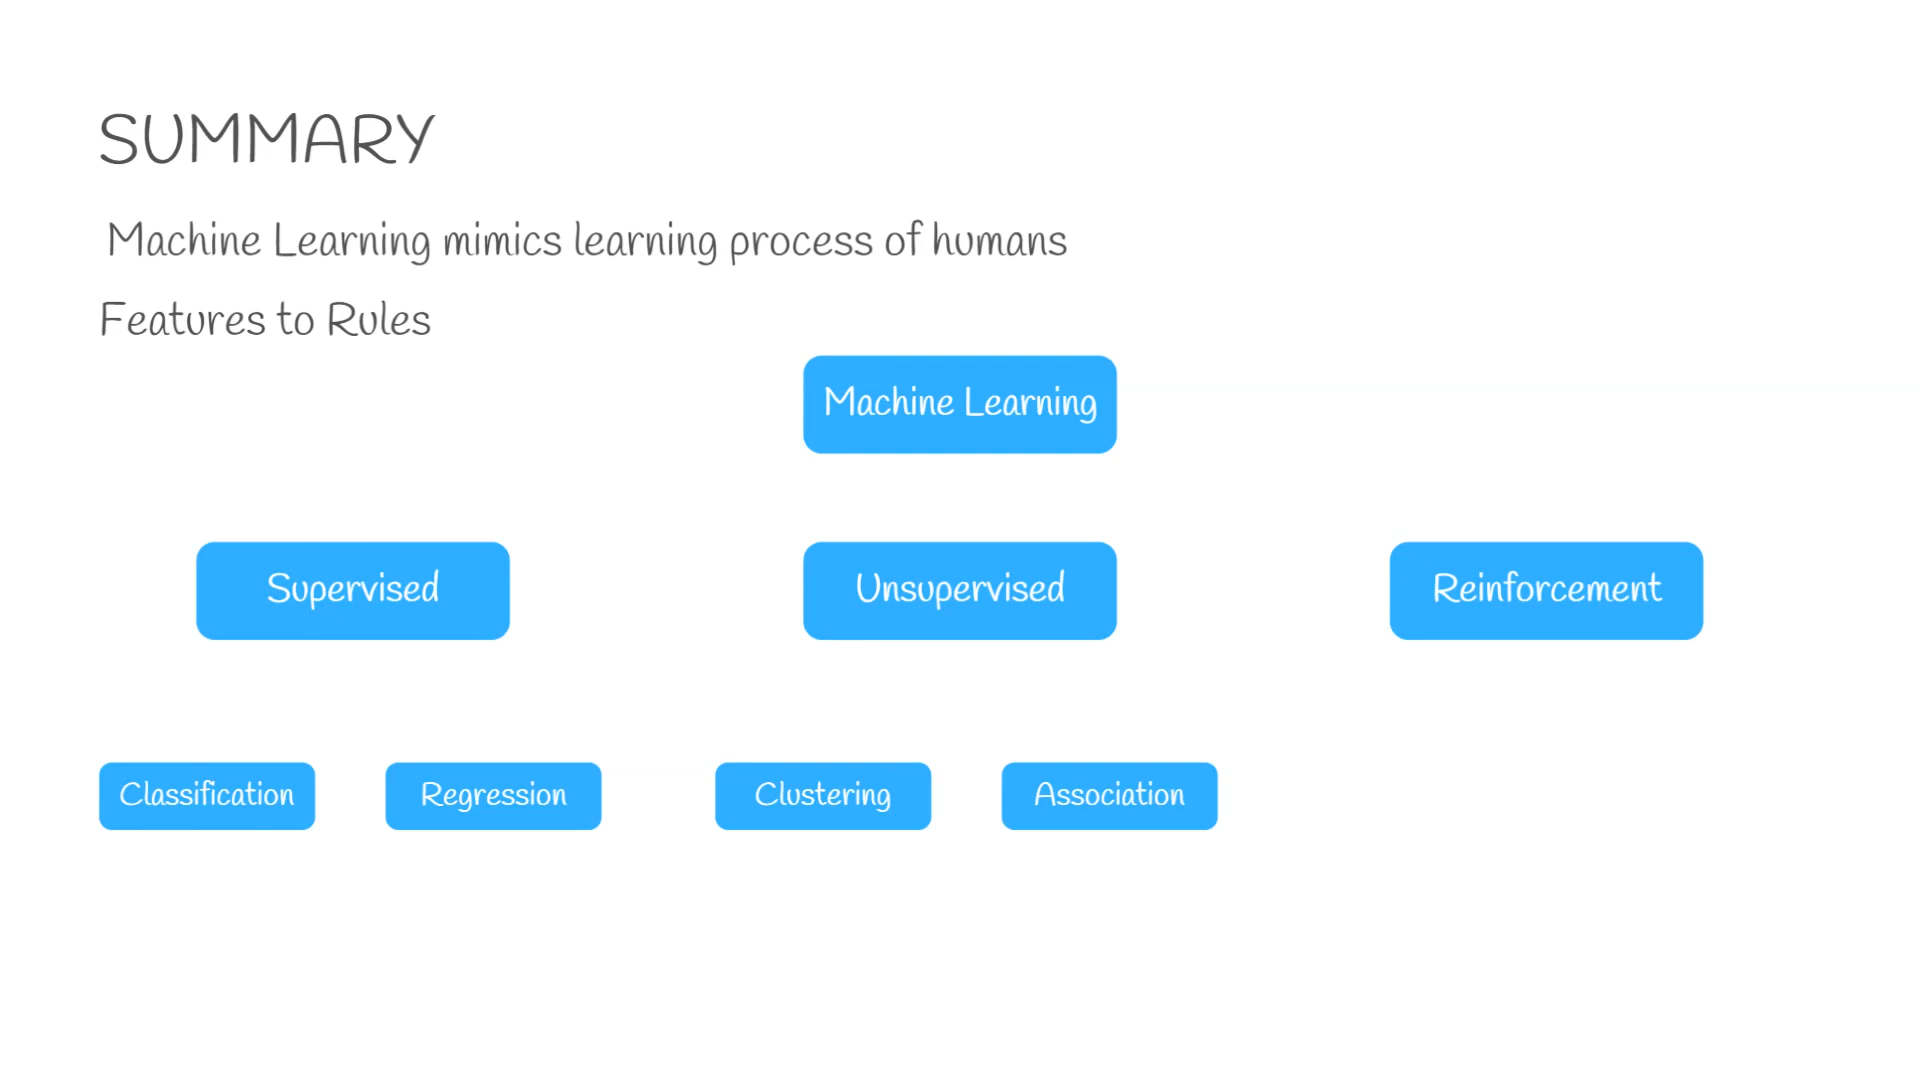 SUMMARY
Machine Learning mimics learning process of humans
Features to Rules
Machine Learning
Supervised
Unsupervised
Reinforcement
Classification
Regression
Clustering
Association